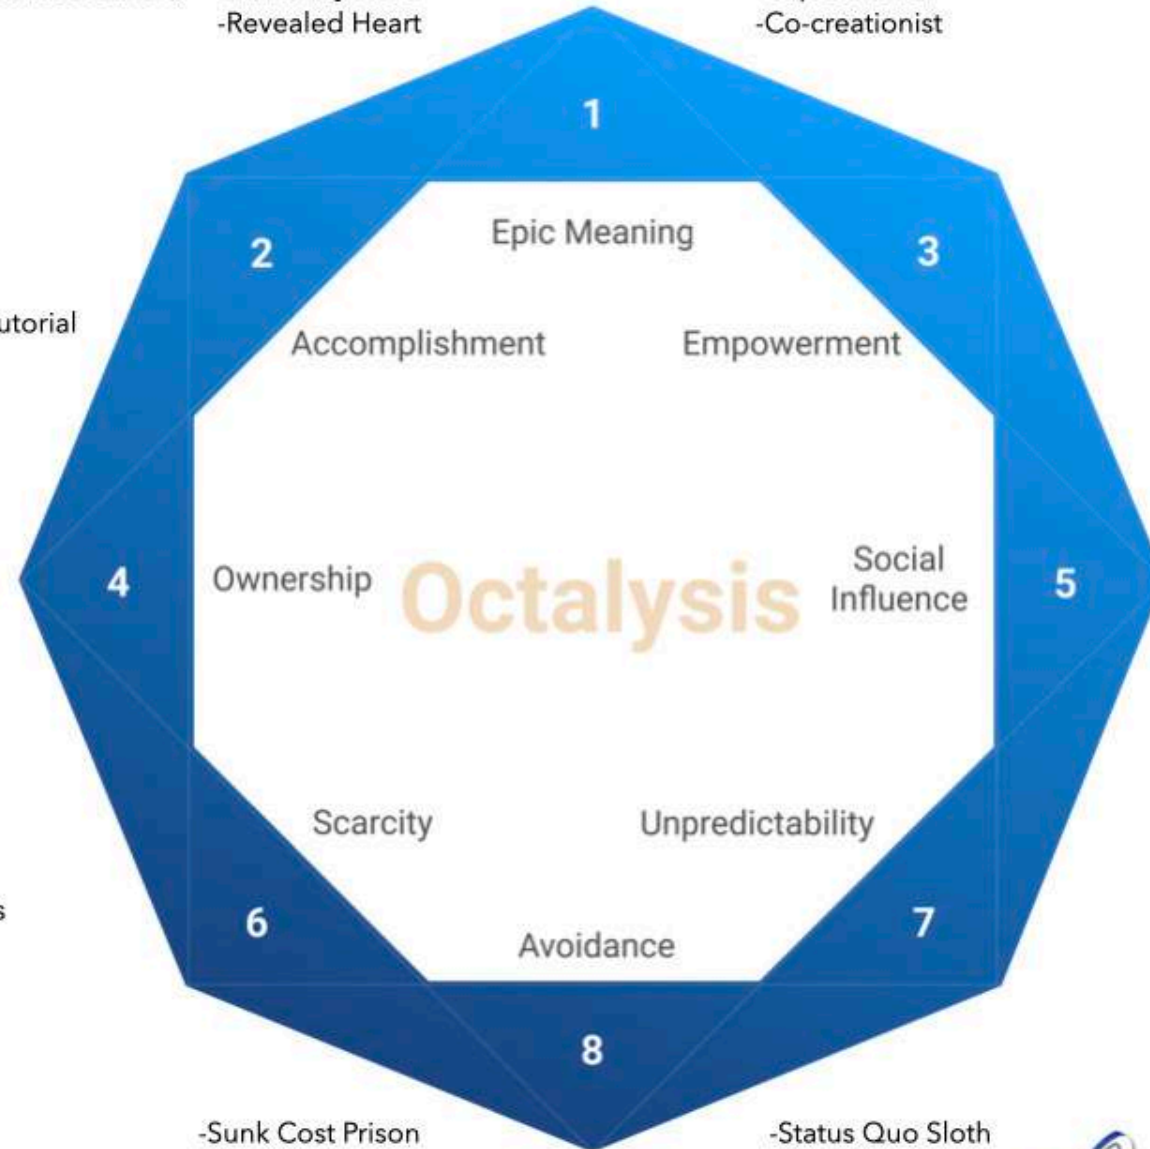 -Revealed Heart
-Co-creationist
1
Epic Meaning
2
3
utorial
Accomplishment
Empowerment
4
Ownership
Octalysis
Social
Influence
5
Scarcity
Unpredictability
s
6
7
Avoidance
8
-Sunk Cost Prison
-Status Quo Sloth